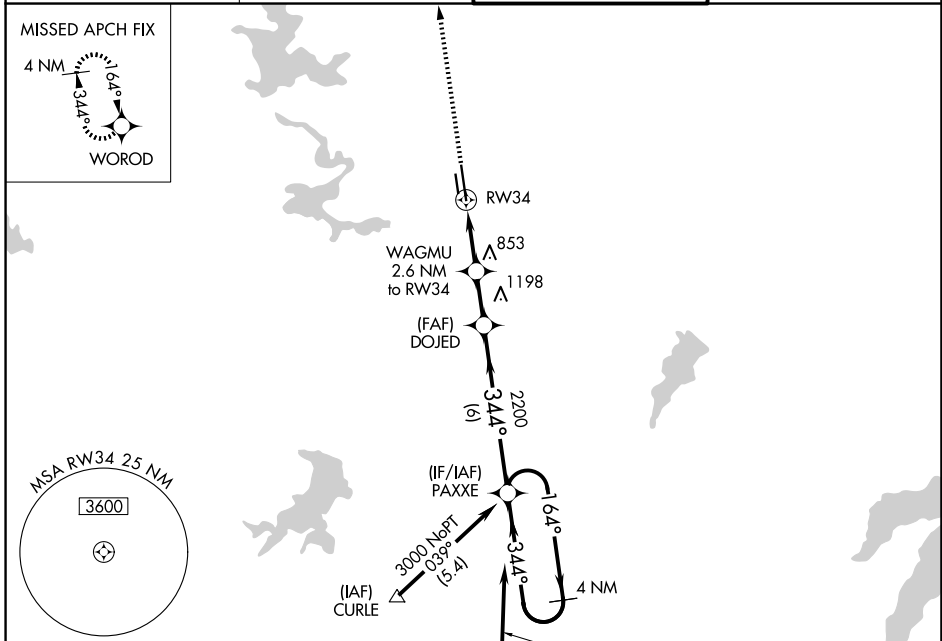 MISSED APCH FIX
4 NM
164°
344°
WOROD
RW34
WAGMU
2.6 NM
to RW34
853
1198
(FAF)
DOJED
2200
344°
(6)
(IF/IAF)
PAXXE
MSA RW34 25 NM
3600
3000 NoPT
039°
(5.4)
(IAF)
CURLE
164°
344°
4 NM